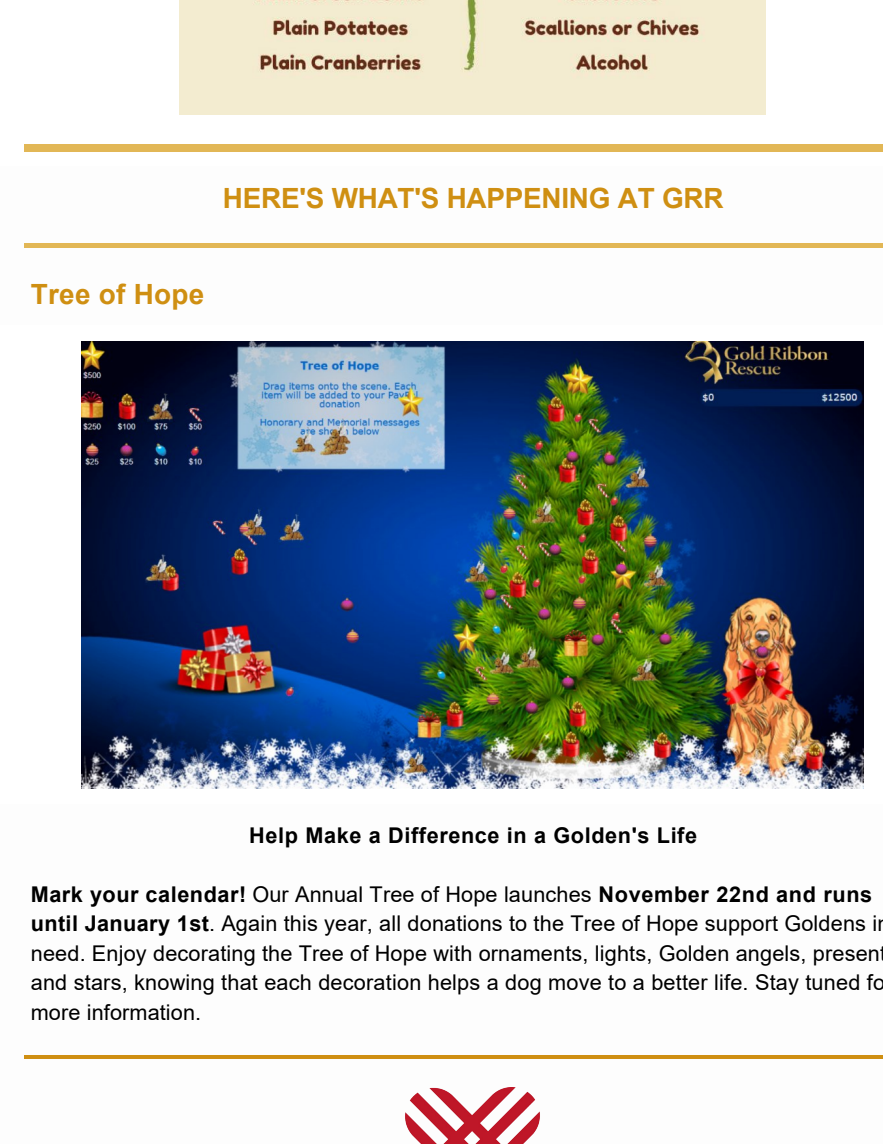 Plain Potatoes
Scallions or Chives
Plain Cranberries
Alcohol
HERE'S WHAT'S HAPPENING AT GRR
Tree of Hope
$500
$250 $100 $75 $50
$25 $25 $10 $10
Tree of Hope
Drag items onto the scene. Each
item will be added to your
donation
Honorary and Memorial messages
are below
Gold Ribbon
Rescue
$0 $12500
Help Make a Difference in a Golden's Life
Mark your calendar! Our Annual Tree of Hope launches November 22nd and runs
until January 1st. Again this year, all donations to the Tree of Hope support Goldens in
need. Enjoy decorating the Tree of Hope with ornaments, lights, Golden angels, present
and stars, knowing that each decoration helps a dog move to a better life. Stay tuned fo
more information.